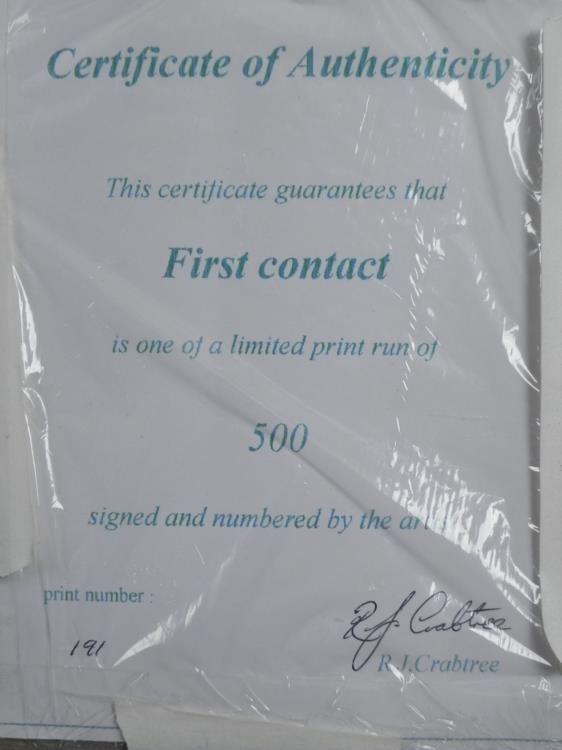 Certificate of Authenticity
This certificate guarantees that
First contact
is one of a limited print run of
500
signed and numbered by the
print number :
191
R J. Crabtree
R.J.Crabtree